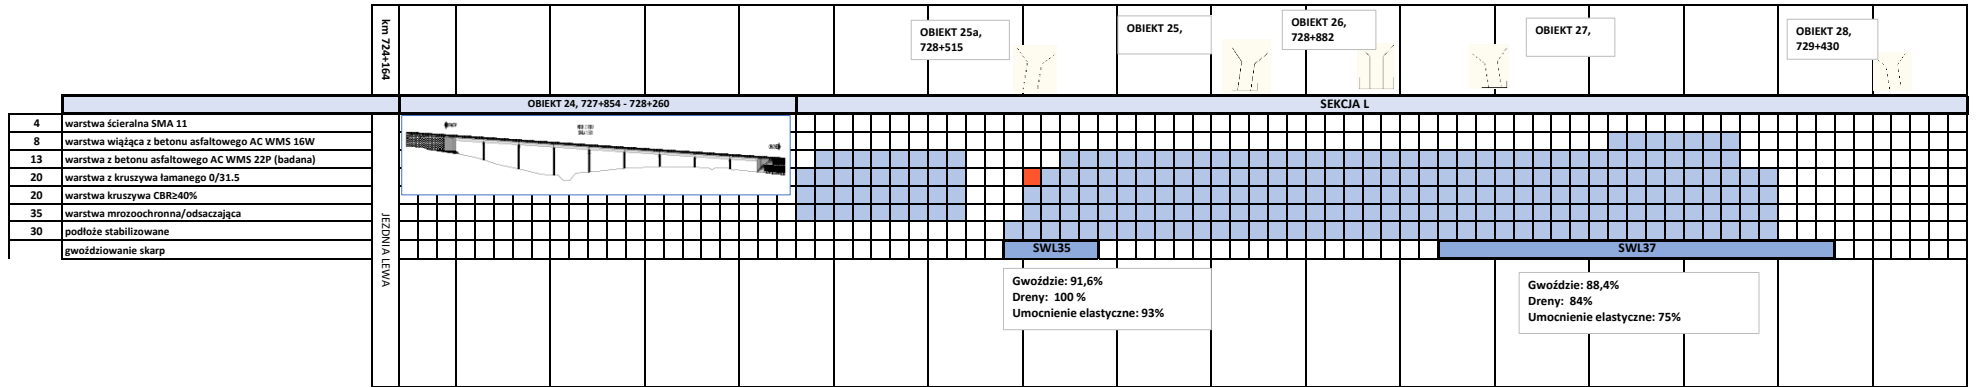 km 724+164
OBIEKT 25a,
728+515
OBIEKT 25,
OBIEKT 26,
728+882
OBIEKT 27,
OBIEKT 28,
729+430
OBIEKT 24, 727+854 - 728+260
SEKCJA L
4 warstwa ścieralna SMA 11
8 warstwa wiążąca z betonu asfaltowego AC WMS 16W
13 warstwa z betonu asfaltowego AC WMS 22P (badana)
20 warstwa z kruszywa łamanego 0/31.5
20 warstwa kruszywa CBR≥40%
35 warstwa mrozoochronna/odsaczająca
30 podłoże stabilizowane
gwoździowanie skarp
JEZDNIA LEWA
SWL35
SWL37
Gwoździe: 91,6%
Dreny: 100 %
Umocnienie elastyczne: 93%
Gwoździe: 88,4%
Dreny: 84%
Umocnienie elastyczne: 75%